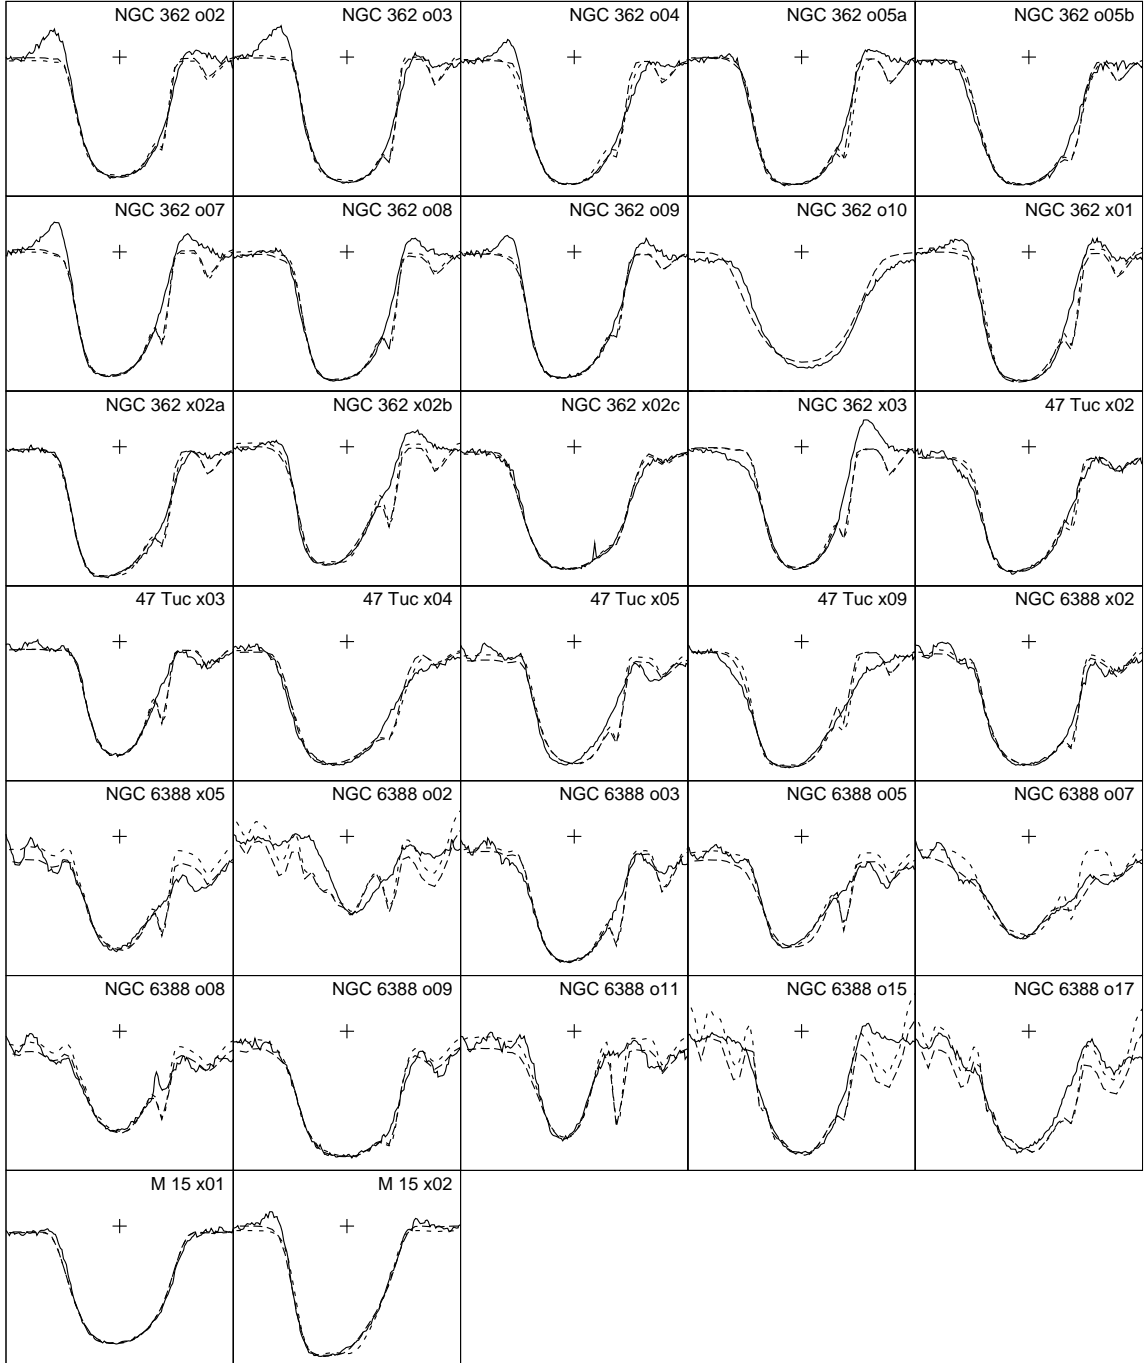 NGC 362 o02
NGC 362 o03
NGC 362 o04
NGC 362 o05a
NGC 362 o05b
NGC 362 o07
NGC 362 o08
NGC 362 o09
NGC 362 o10
NGC 362 x01
NGC 362 x02a
NGC 362 x02b
NGC 362 x02c
NGC 362 x03
47 Tuc x02
47 Tuc x03
47 Tuc x04
47 Tuc x05
47 Tuc x09
NGC 6388 x02
NGC 6388 x05
NGC 6388 o02
NGC 6388 o03
NGC 6388 o05
NGC 6388 o07
NGC 6388 o08
NGC 6388 o09
NGC 6388 o11
NGC 6388 o15
NGC 6388 o17
M 15 x01
M 15 x02